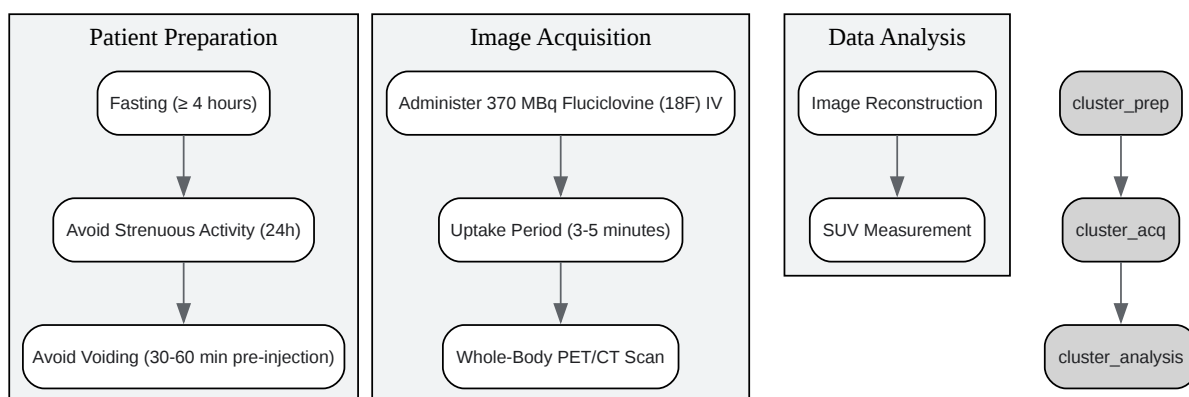 Patient Preparation
Fasting (≥ 4 hours)
Avoid Strenuous Activity (24h)
Avoid Voiding (30-60 min pre-injection)
Image Acquisition
Administer 370 MBq Fluciclovine (18F) IV
Uptake Period (3-5 minutes)
Whole-Body PET/CT Scan
Data Analysis
Image Reconstruction
SUV Measurement
cluster_prep
cluster_acq
cluster_analysis